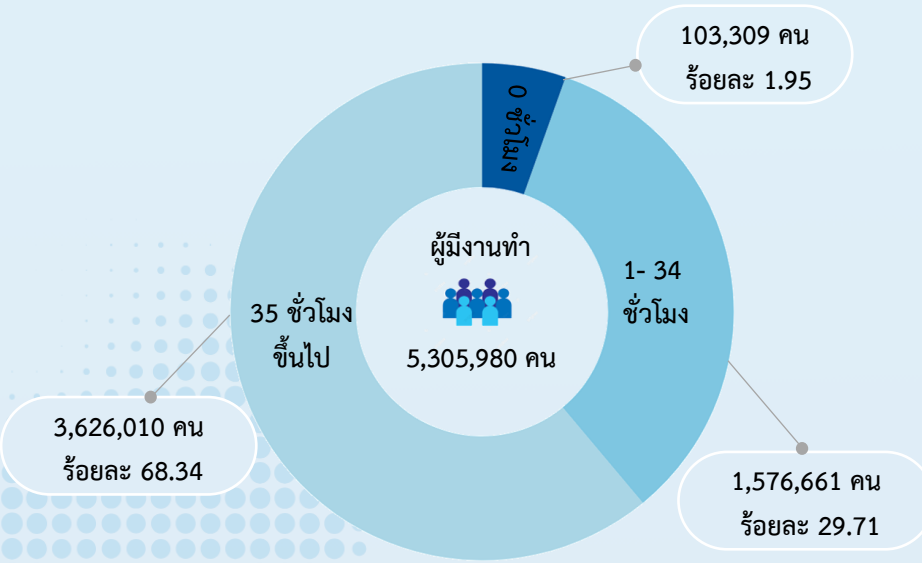 103,309 คน
ร้อยละ 1.95
0 ชั่วโมง
ผู้มีงานทำ
5,305,980 คน
1- 34
ชั่วโมง
35 ชั่วโมง
ขึ้นไป
3,626,010 คน
ร้อยละ 68.34
1,576,661 คน
ร้อยละ 29.71